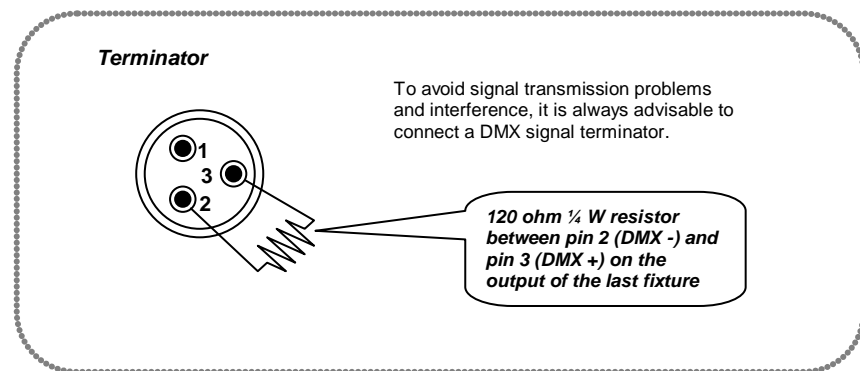 Terminator
To avoid signal transmission problems
and interference, it is always advisable to
connect a DMX signal terminator.
1
3
2
120 ohm ¼ W resistor
between pin 2 (DMX -) and
pin 3 (DMX +) on the
output of the last fixture